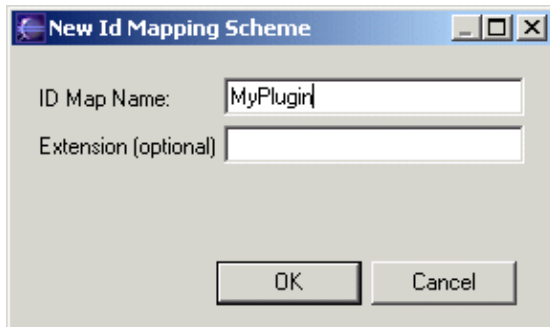 New Id Mapping Scheme
ID Map Name: MyPlugin
Extension (optional)
OK Cancel